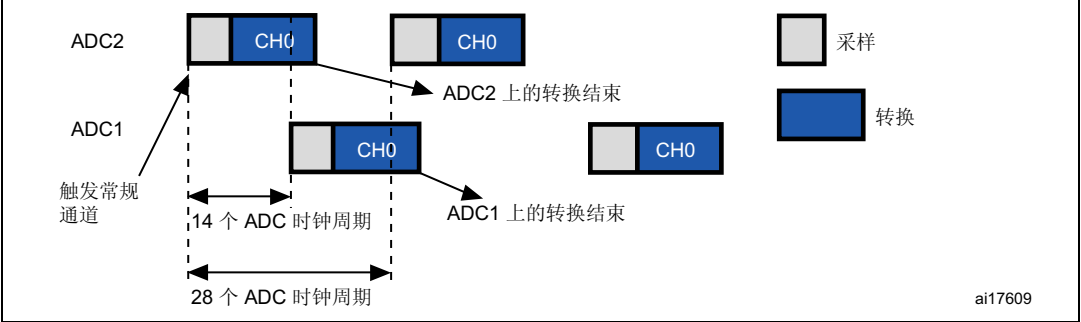 ADC2
CH0
CH0
采样
ADC2 上的转换结束
转换
ADC1
CH0
CH0
触发常规
通道
ADC1 上的转换结束
14 个 ADC 时钟周期
28 个 ADC 时钟周期
ai17609